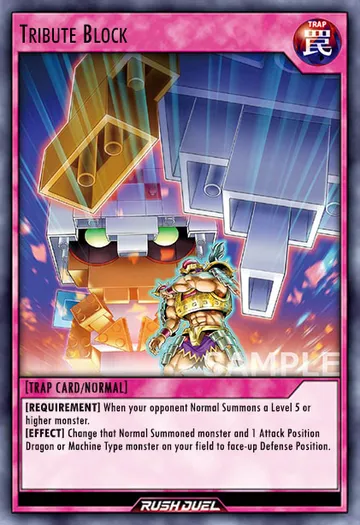 TRIBUTE BLOCK
TRAP
罠
SAMPLE
[TRAP CARD/NORMAL]
[REQUIREMENT] When your opponent Normal Summons a Level 5 or
higher monster.
[EFFECT] Change that Normal Summoned monster and 1 Attack Position
Dragon or Machine Type monster on your field to face-up Defense Position.
RUSH DUEL